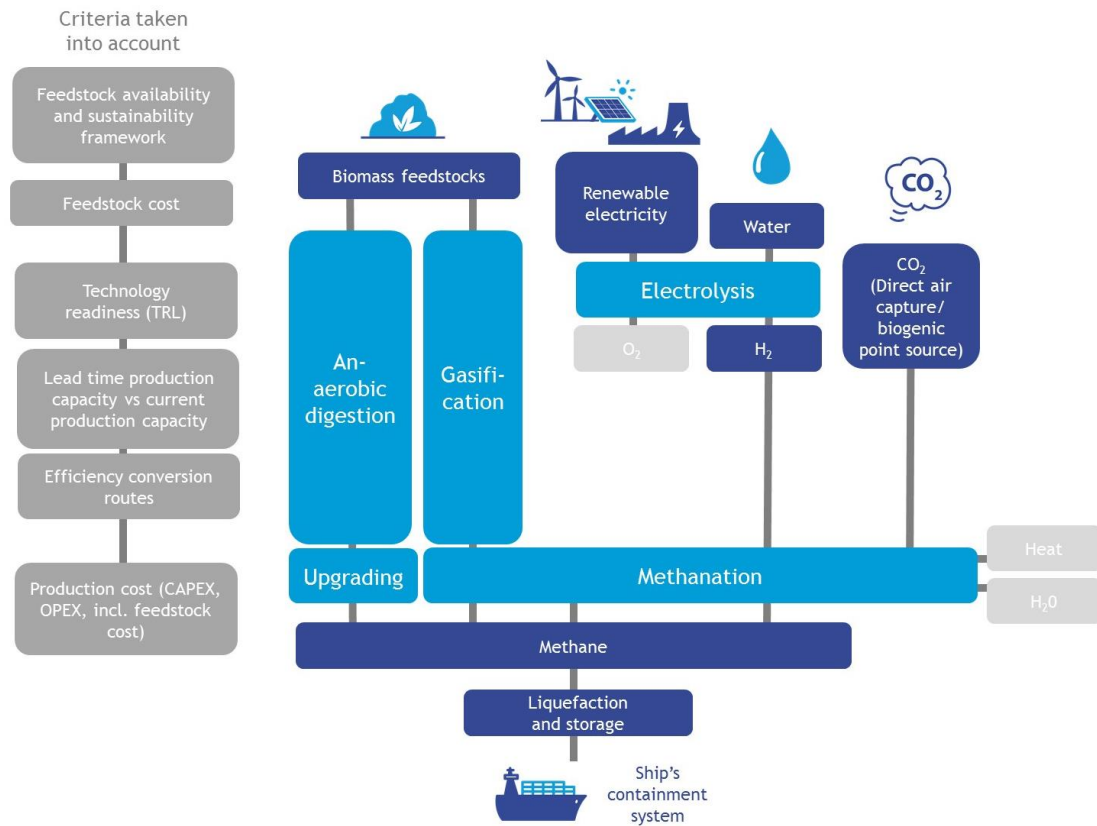 Criteria taken
into account
Feedstock availability
and sustainability
framework
Feedstock cost
Technology
readiness (TRL)
Lead time production
capacity vs current
production capacity
Efficiency conversion
routes
Production cost (CAPEX,
OPEX, incl. feedstock
cost)
Biomass feedstocks
An-
aerobic
digestion
Gasifi-
cation
Upgrading
Renewable
electricity
Water
Electrolysis
O₂
H₂
CO₂
CO₂
(Direct air
capture/
biogenic
point source)
Methanation
Heat
H₂0
Methane
Liquefaction
and storage
Ship's
containment
system